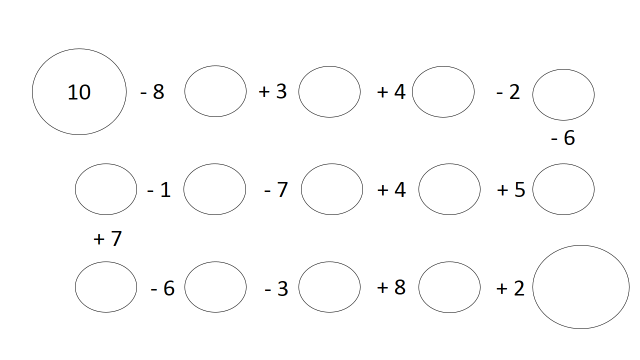 10 - 8 + 3 + 4 - 2
- 6
- 1 - 7 + 4 + 5
+ 7
- 6 - 3 + 8 + 2